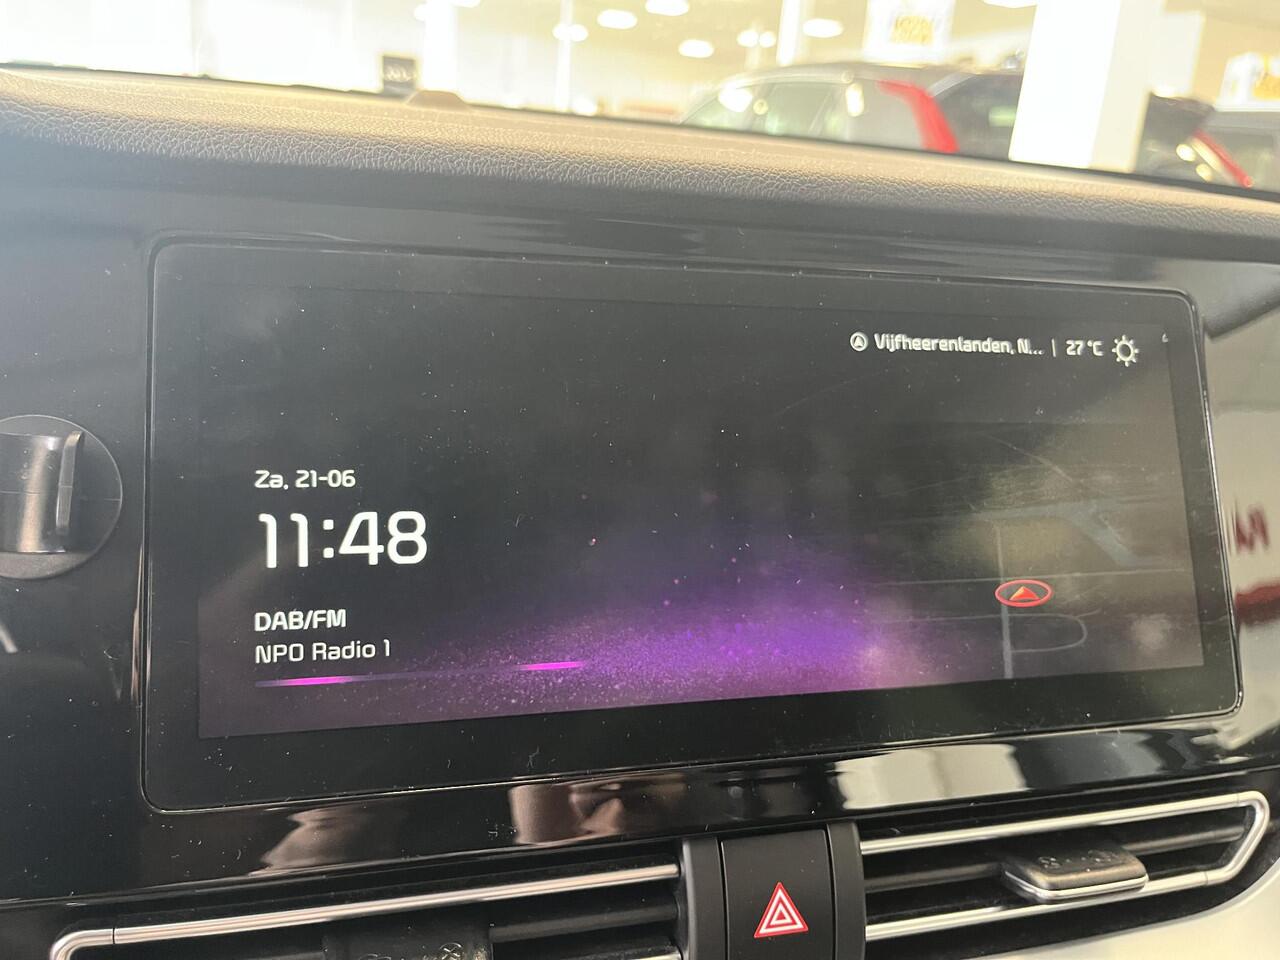 Vijfheerenlanden, N... | 27 °C
Za, 21-06
11:48
DAB/FM
NPO Radio 1